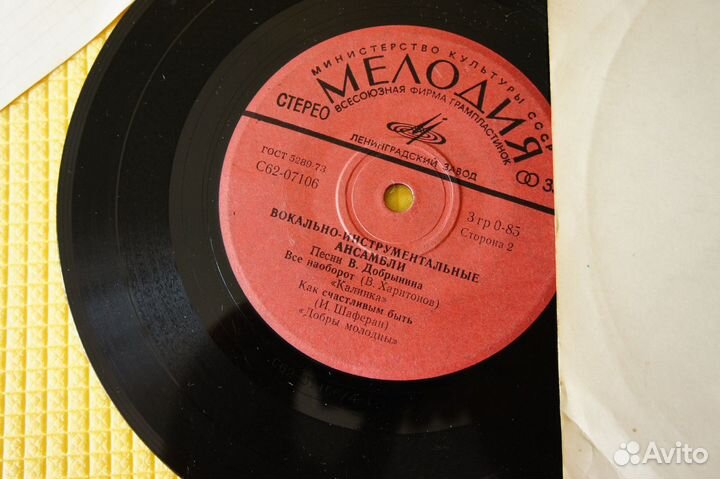 МИНИСТЕРСТВО КУЛЬТУРЫ СССР
МЕЛОДИЯ
ВСЕСОЮЗНАЯ ФИРМА ГРАМПЛАСТИНОК
СТЕРЕО
ЛЕНИНГРАДСКИЙ ЗАВОД
33
ГОСТ 5289-73
С62-07106
3 гр 0-85
Сторона 2
ВОКАЛЬНО-ИНСТРУМЕНТАЛЬНЫЕ
АНСАМБЛИ
Песни В. Добрынина
Все наоборот (В. Харитонов)
«Калинка»
Как счастливым быть
(И. Шаферан)
«Добры молодцы»
Avito